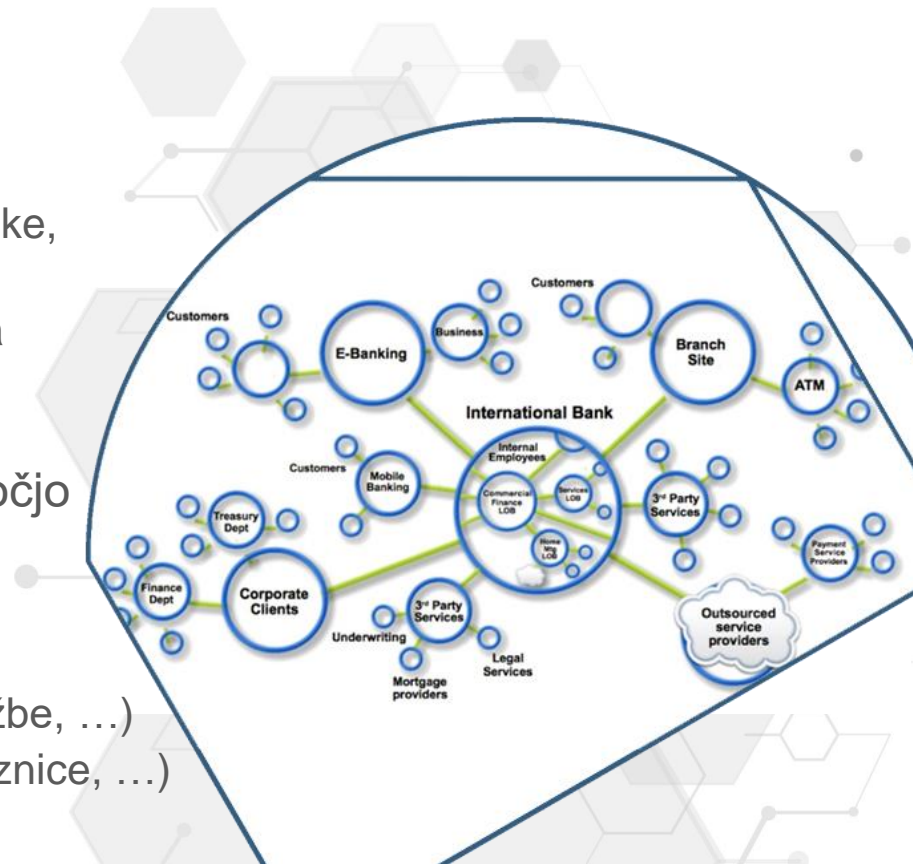 ke,
a
očjo
žbe, …)
znice, …)
Customers
E-Banking
Business
Customers
Branch
Site
ATM
International Bank
Internal
Employees
Commercial
Finance
LOB
Services
LOB
Home
Mtg
LOB
Customers
Mobile
Banking
3rd Party
Services
Payment
Service
Providers
Treasury
Dept
Finance
Dept
Corporate
Clients
3rd Party
Services
Underwriting
Mortgage
providers
Legal
Services
Outsourced
service
providers